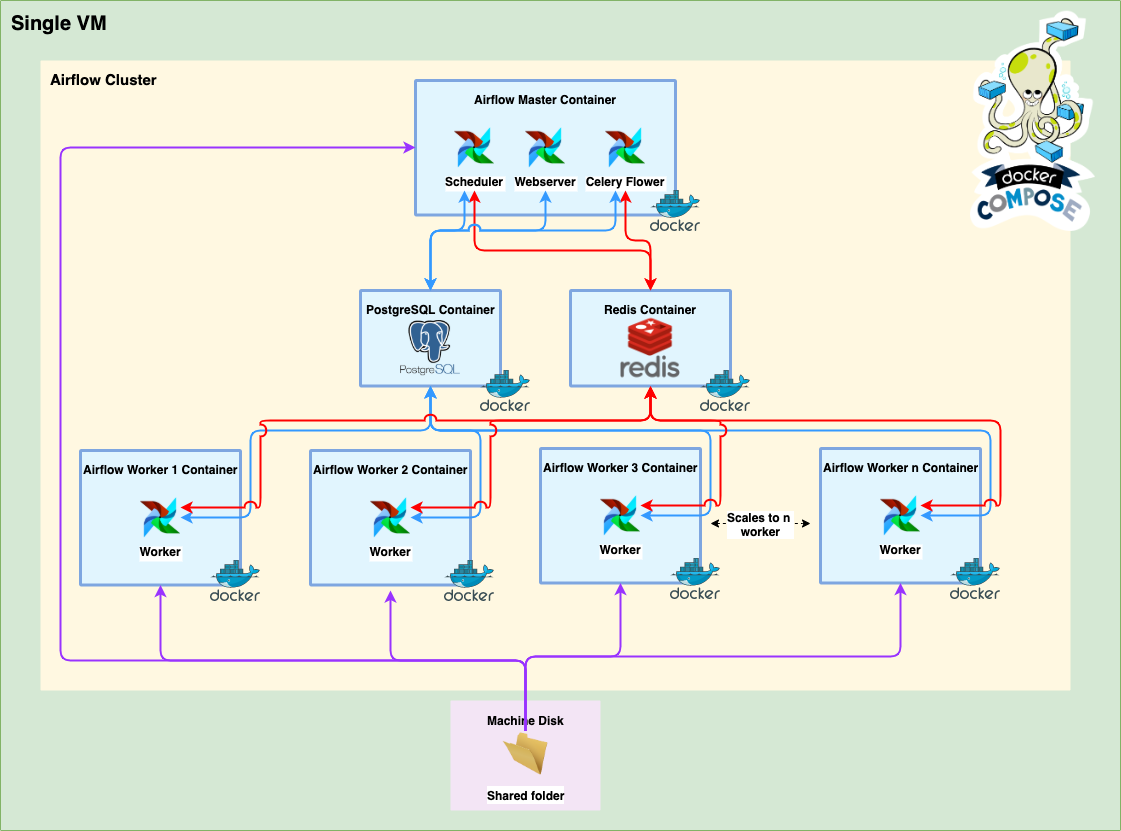 Single VM
Airflow Cluster
docker
COMPOSE
Airflow Master Container
Scheduler
Webserver
Celery Flower
docker
PostgreSQL Container
PostgreSQL
docker
Redis Container
redis
docker
Airflow Worker 1 Container
Worker
docker
Airflow Worker 2 Container
Worker
docker
Airflow Worker 3 Container
Worker
docker
Scales to n
worker
Airflow Worker n Container
Worker
docker
Machine Disk
Shared folder